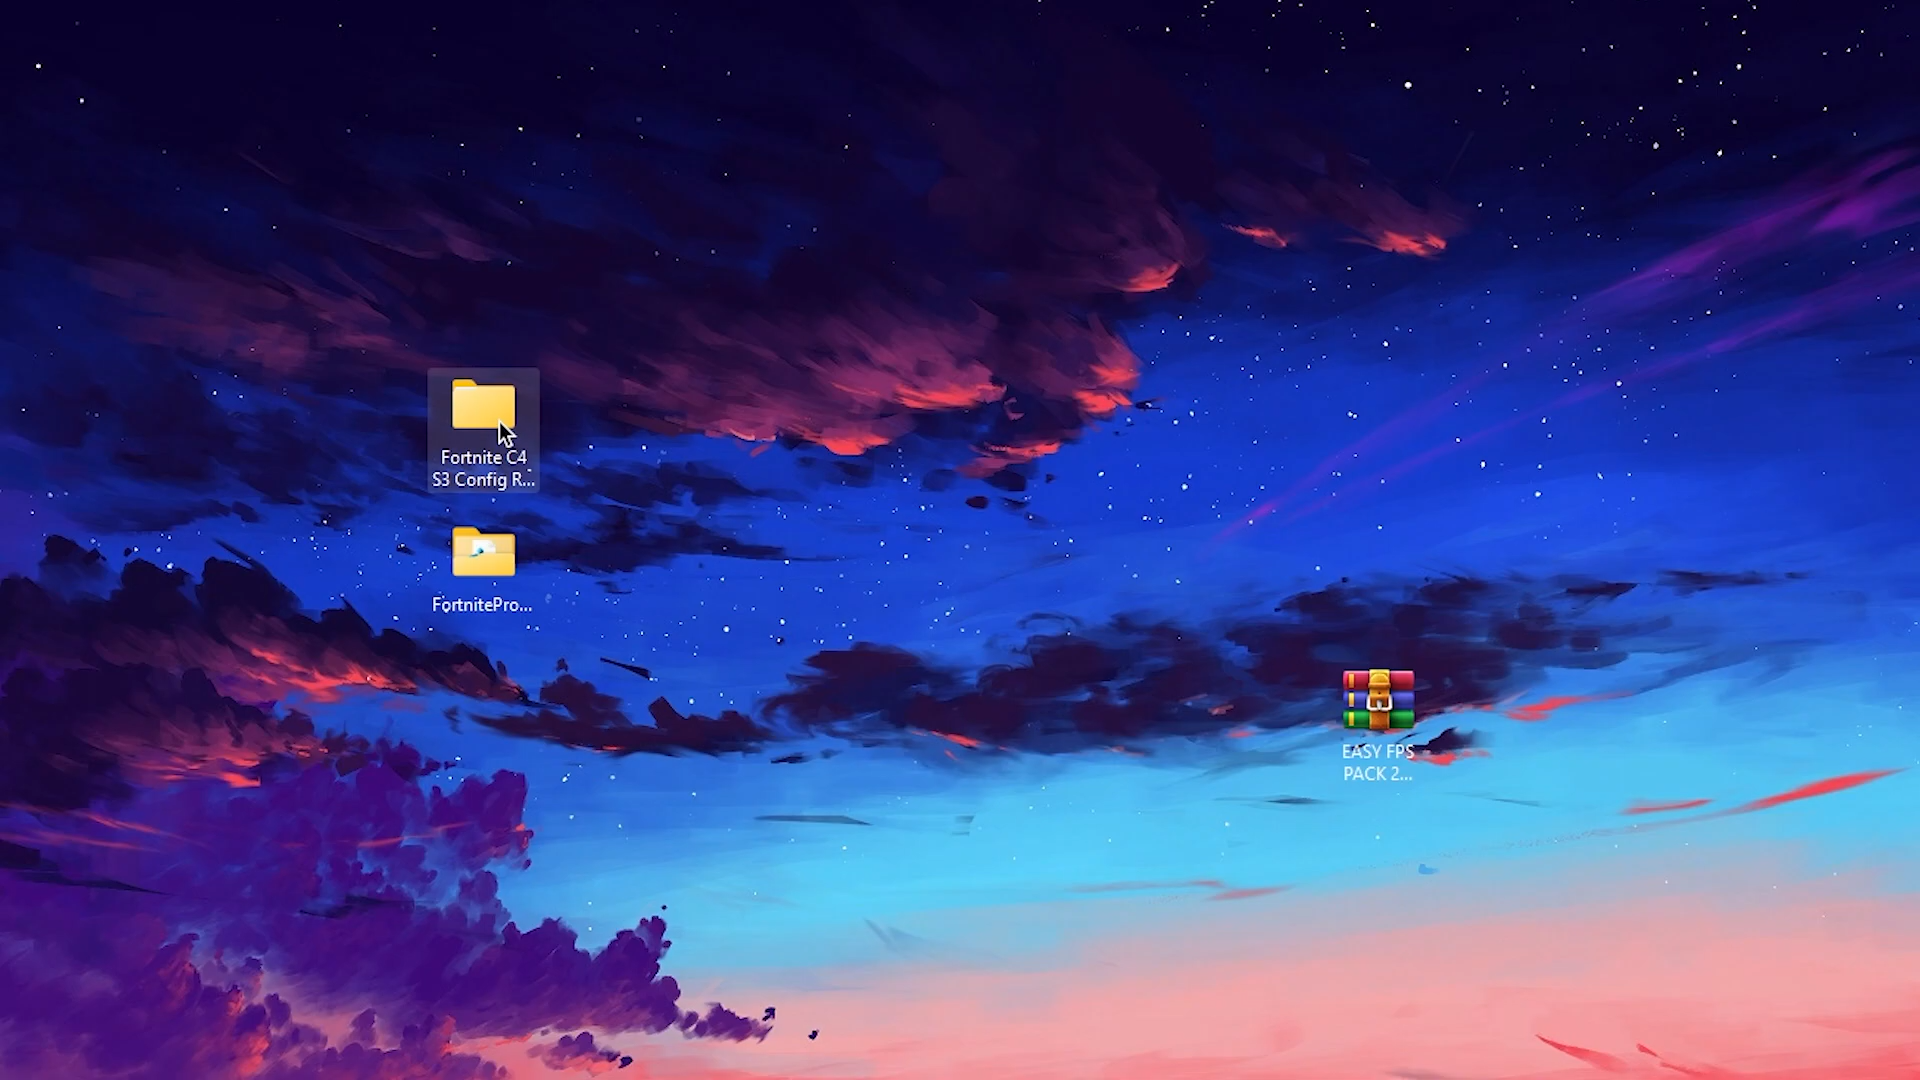 Fortnite C4
S3 Config R...
FortnitePro...
EASY FPS
PACK 2...